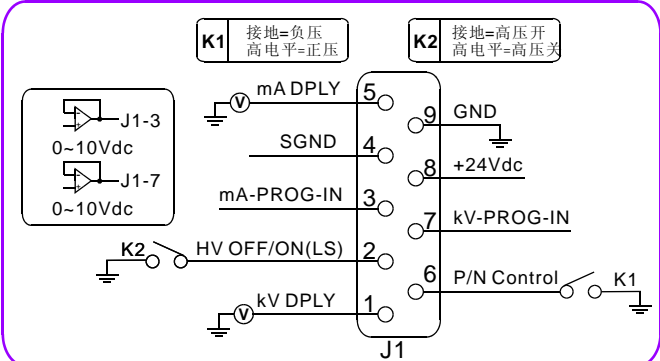 K1
接地=负压
高电平=正压
K2
接地=高压开
高电平=高压关
mA DPLY
5
V
9
GND
J1-3
0~10Vdc
SGND
4
8
+24Vdc
J1-7
0~10Vdc
mA-PROG-IN
3
7
kV-PROG-IN
K2
HV OFF/ON(LS)
2
6
P/N Control
K1
kV DPLY
1
V
J1